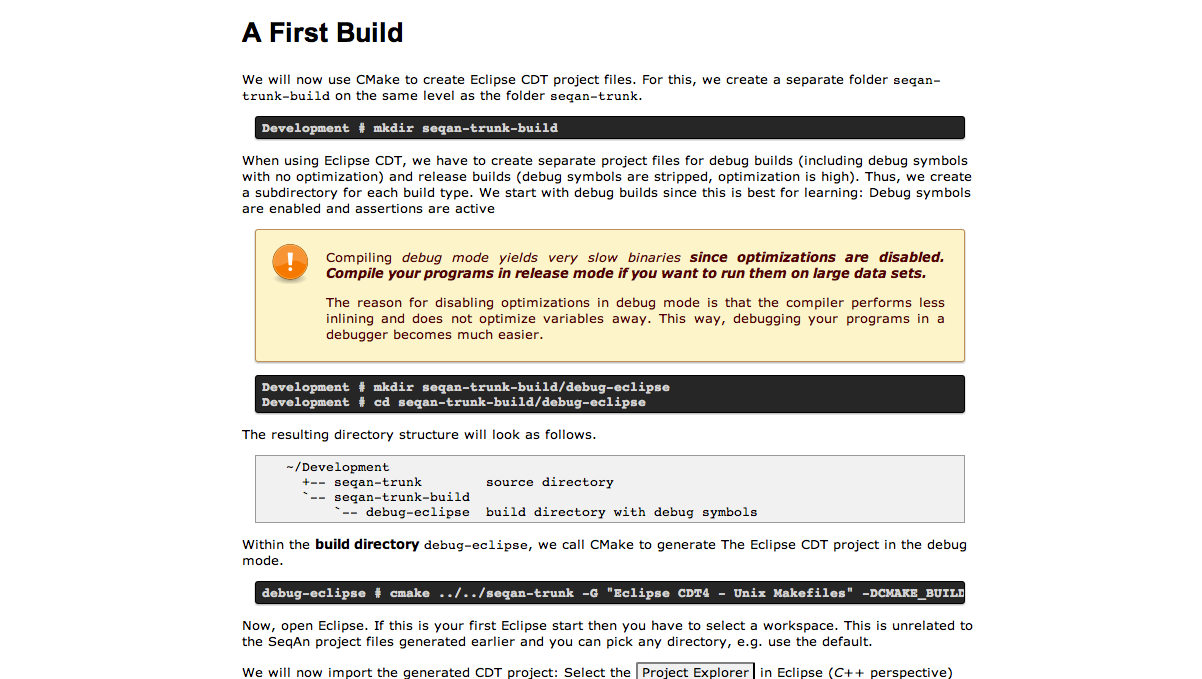 A First Build
We will now use CMake to create Eclipse CDT project files. For this, we create a separate folder seqan-
trunk-build on the same level as the folder seqan-trunk.
Development # mkdir seqan-trunk-build
When using Eclipse CDT, we have to create separate project files for debug builds (including debug symbols
with no optimization) and release builds (debug symbols are stripped, optimization is high). Thus, we create
a subdirectory for each build type. We start with debug builds since this is best for learning: Debug symbols
are enabled and assertions are active
Compiling debug mode yields very slow binaries since optimizations are disabled.
Compile your programs in release mode if you want to run them on large data sets.
The reason for disabling optimizations in debug mode is that the compiler performs less
inlining and does not optimize variables away. This way, debugging your programs in a
debugger becomes much easier.
Development # mkdir seqan-trunk-build/debug-eclipse
Development # cd seqan-trunk-build/debug-eclipse
The resulting directory structure will look as follows.
~/Development
+-- seqan-trunk source directory
`-- seqan-trunk-build
`-- debug-eclipse build directory with debug symbols
Within the build directory debug-eclipse, we call CMake to generate The Eclipse CDT project in the debug
mode.
debug-eclipse # cmake ../../seqan-trunk -G "Eclipse CDT4 - Unix Makefiles" -DCMAKE_BUILD
Now, open Eclipse. If this is your first Eclipse start then you have to select a workspace. This is unrelated to
the SeqAn project files generated earlier and you can pick any directory, e.g. use the default.
We will now import the generated CDT project: Select the Project Explorer in Eclipse (C++ perspective)